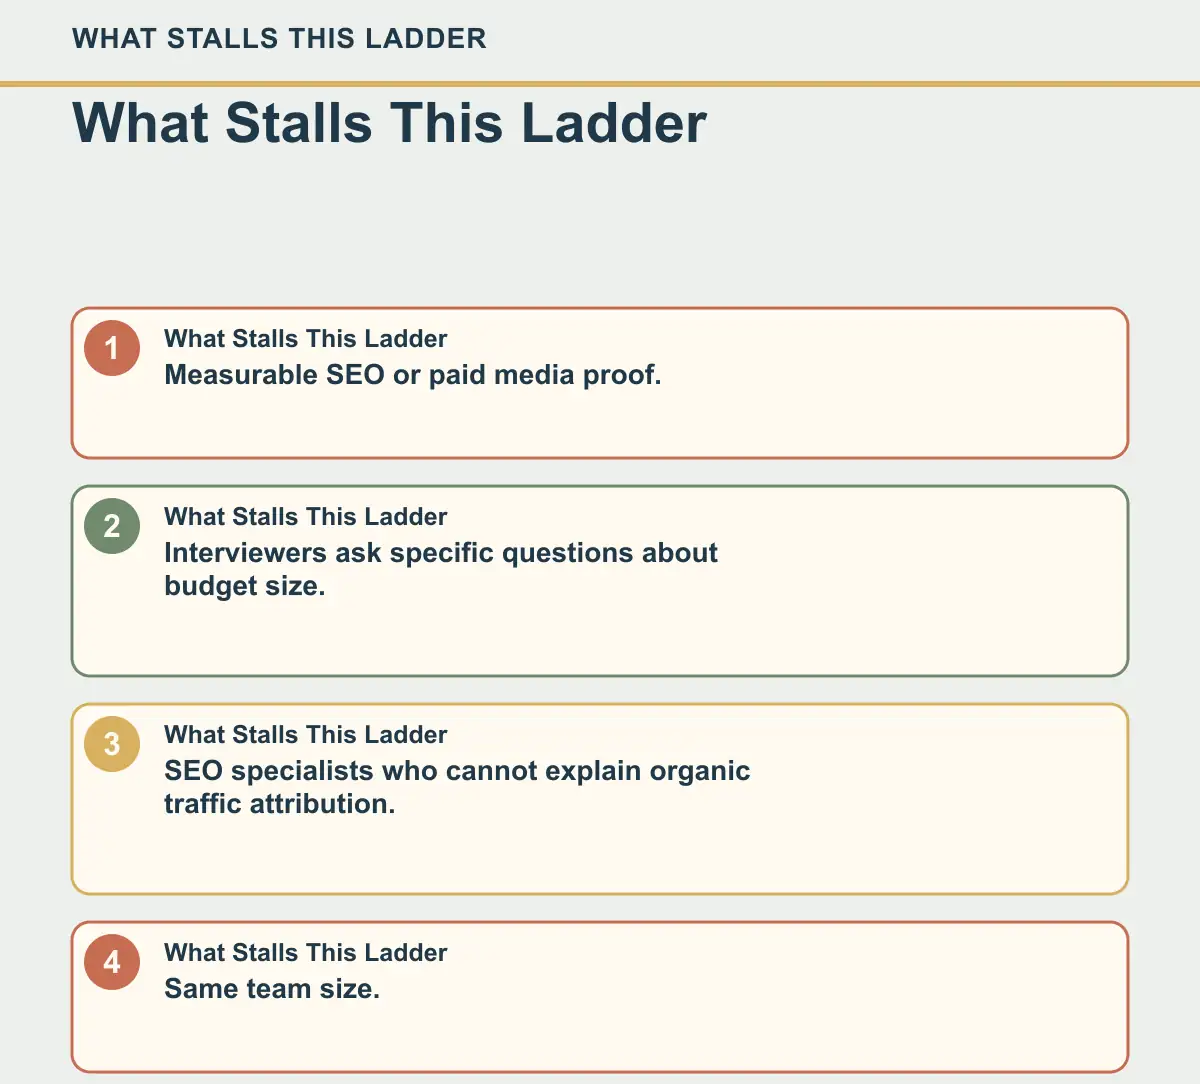 WHAT STALLS THIS LADDER
What Stalls This Ladder
1
What Stalls This Ladder
Measurable SEO or paid media proof.
2
What Stalls This Ladder
Interviewers ask specific questions about
budget size.
3
What Stalls This Ladder
SEO specialists who cannot explain organic
traffic attribution.
4
What Stalls This Ladder
Same team size.